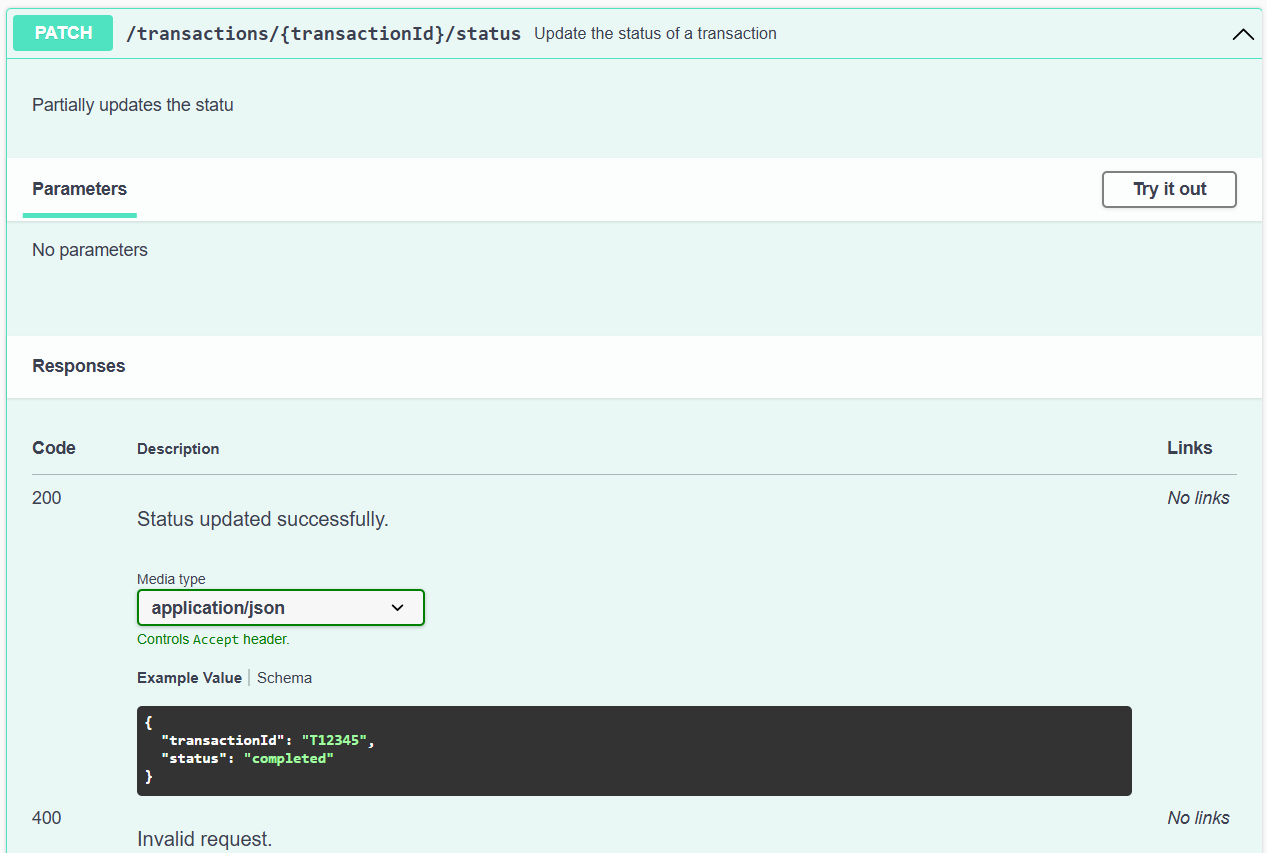 PATCH /transactions/{transactionId}/status Update the status of a transaction
Partially updates the statu
Parameters Try it out
No parameters
Responses
Code Description Links
200 No links
Status updated successfully.
Media type
application/json
Controls Accept header.
Example Value Schema
{
"transactionId": "T12345",
"status": "completed"
}
400 No links
Invalid request.